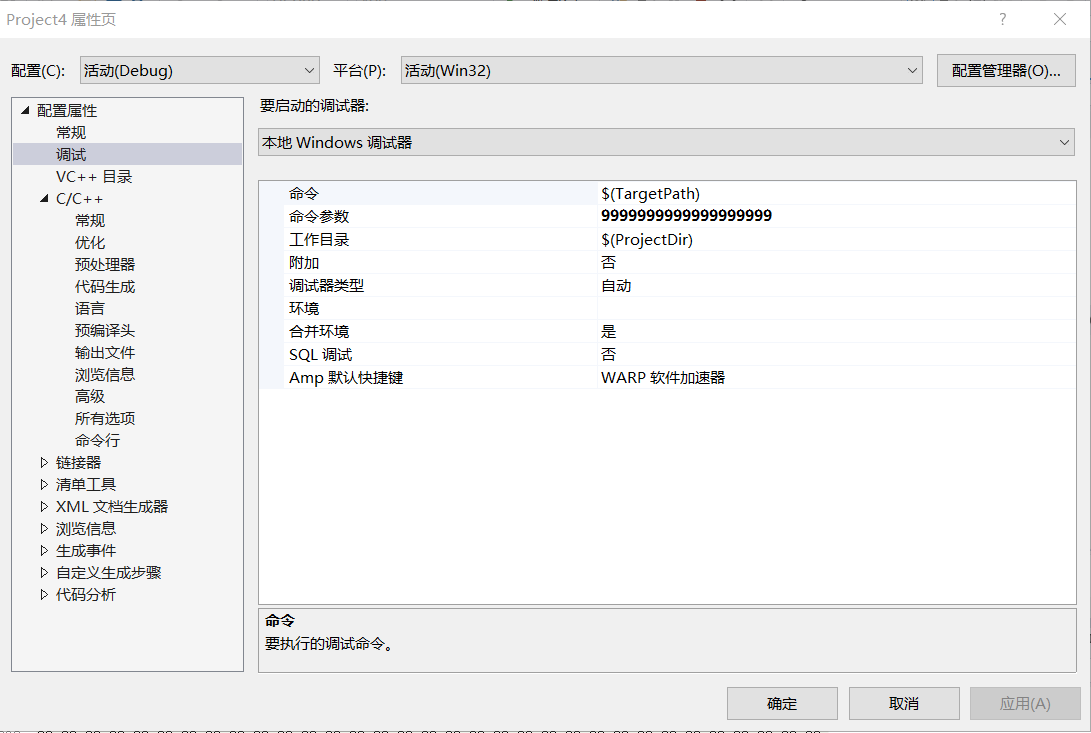 Project4 属性页
配置(C): 活动(Debug) 平台(P): 活动(Win32) 配置管理器(O)...
配置属性
常规
调试
VC++ 目录
C/C++
常规
优化
预处理器
代码生成
语言
预编译头
输出文件
浏览信息
高级
所有选项
命令行
链接器
清单工具
XML 文档生成器
浏览信息
生成事件
自定义生成步骤
代码分析
要启动的调试器:
本地 Windows 调试器
命令 $(TargetPath)
命令参数 9999999999999999999
工作目录 $(ProjectDir)
附加 否
调试器类型 自动
环境
合并环境 是
SQL 调试 否
Amp 默认快捷键 WARP 软件加速器
命令
要执行的调试命令。
确定 取消 应用(A)